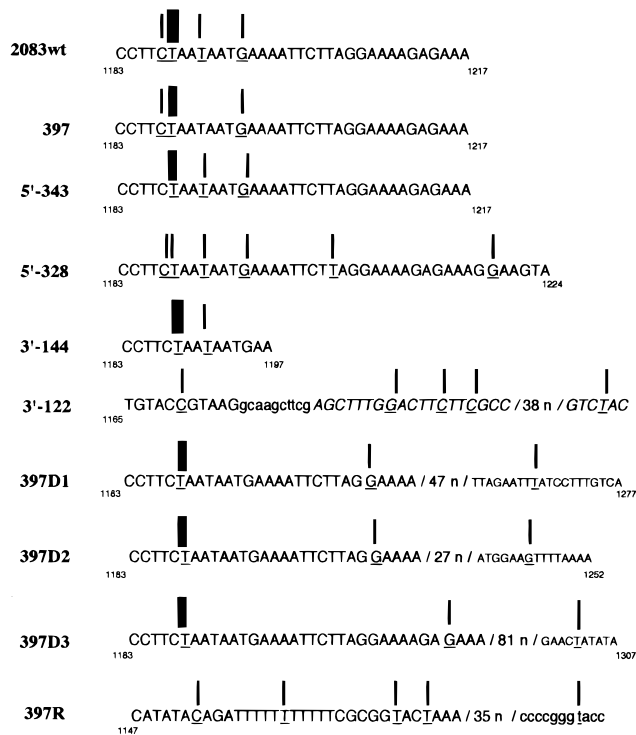 2083wt CCTTCTAATAATGAAAATTCTTAGGAAAAGAGAAA
1183 1217
397 CCTTCTAATAATGAAAATTCTTAGGAAAAGAGAAA
1183 1217
5'-343 CCTTCTAATAATGAAAATTCTTAGGAAAAGAGAAA
1183 1217
5'-328 CCTTCTAATAATGAAAATTCTTAGGAAAAGAGAAAGGAAGTA
1183 1224
3'-144 CCTTCTAATAATGAA
1183 1197
3'-122 TGTACCGTAAGgcaagcttcgAGCTTTGGACTTCTTCGCC / 38 n / GTCTAC
1165
397D1 CCTTCTAATAATGAAAATTCTTAGGAAAA / 47 n / TTAGAATTTATCCTTTGTCA
1183 1277
397D2 CCTTCTAATAATGAAAATTCTTAGGAAAA / 27 n / ATGGAAGTTTTAAAA
1183 1252
397D3 CCTTCTAATAATGAAAATTCTTAGGAAAAGAGAAA / 81 n / GAACTATATA
1183 1307
397R CATATACAGATTTTTTTTTTTTCGCGGTACTAAA / 35 n / ccccgggtacc
1147